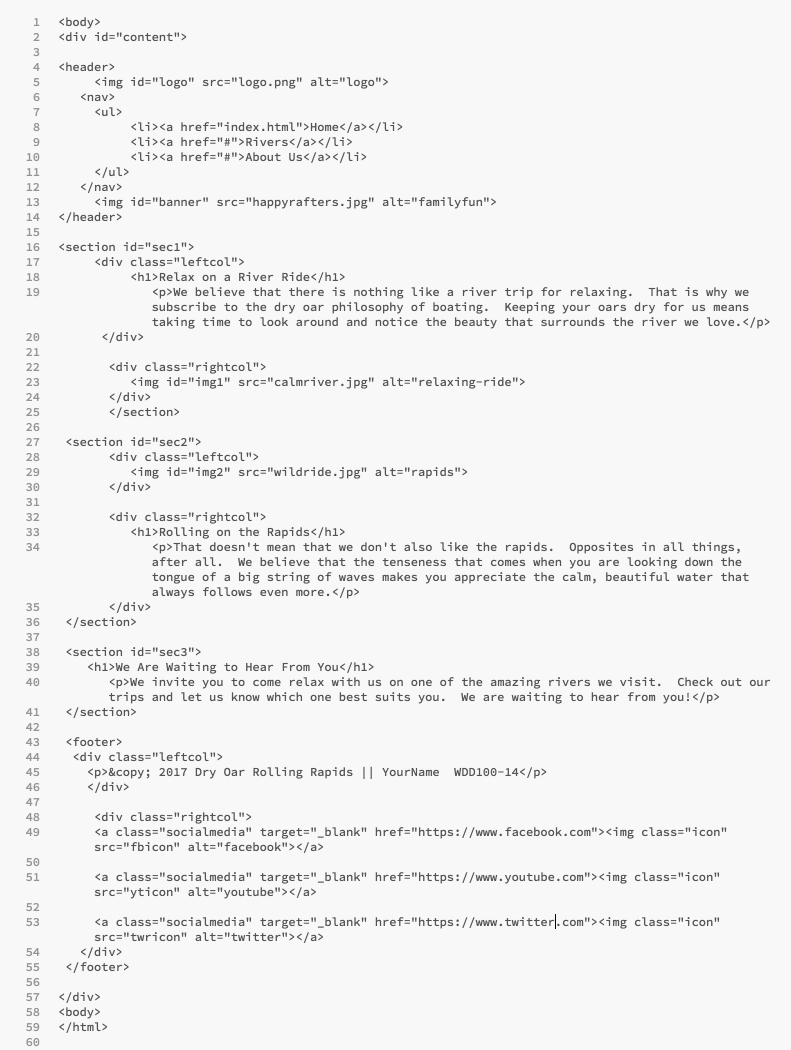 1 <body>
2 <div id="content">
3
4 <header>
5 <img id="logo" src="logo.png" alt="logo">
6 <nav>
7 <ul>
8 <li><a href="index.html">Home</a></li>
9 <li><a href="#">Rivers</a></li>
10 <li><a href="#">About Us</a></li>
11 </ul>
12 </nav>
13 <img id="banner" src="happyrafters.jpg" alt="familyfun">
14 </header>
15
16 <section id="sec1">
17 <div class="leftcol">
18 <h1>Relax on a River Ride</h1>
19 <p>We believe that there is nothing like a river trip for relaxing.  That is why we
subscribe to the dry oar philosophy of boating.  Keeping your oars dry for us means
taking time to look around and notice the beauty that surrounds the river we love.</p>
20 </div>
21
22 <div class="rightcol">
23 <img id="img1" src="calmriver.jpg" alt="relaxing-ride">
24 </div>
25 </section>
26
27 <section id="sec2">
28 <div class="leftcol">
29 <img id="img2" src="wildride.jpg" alt="rapids">
30 </div>
31
32 <div class="rightcol">
33 <h1>Rolling on the Rapids</h1>
34 <p>That doesn't mean that we don't also like the rapids.  Opposites in all things,
after all.  We believe that the tenseness that comes when you are looking down the
tongue of a big string of waves makes you appreciate the calm, beautiful water that
always follows even more.</p>
35 </div>
36 </section>
37
38 <section id="sec3">
39 <h1>We Are Waiting to Hear From You</h1>
40 <p>We invite you to come relax with us on one of the amazing rivers we visit.  Check out our
trips and let us know which one best suits you.  We are waiting to hear from you!</p>
41 </section>
42
43 <footer>
44 <div class="leftcol">
45 <p>&copy; 2017 Dry Oar Rolling Rapids || YourName  WDD100-14</p>
46 </div>
47
48 <div class="rightcol">
49 <a class="socialmedia" target="_blank" href="https://www.facebook.com"><img class="icon"
src="fbicon" alt="facebook"></a>
50
51 <a class="socialmedia" target="_blank" href="https://www.youtube.com"><img class="icon"
src="yticon" alt="youtube"></a>
52
53 <a class="socialmedia" target="_blank" href="https://www.twitter.com"><img class="icon"
src="twricon" alt="twitter"></a>
54 </div>
55 </footer>
56
57 </div>
58 <body>
59 </html>
60